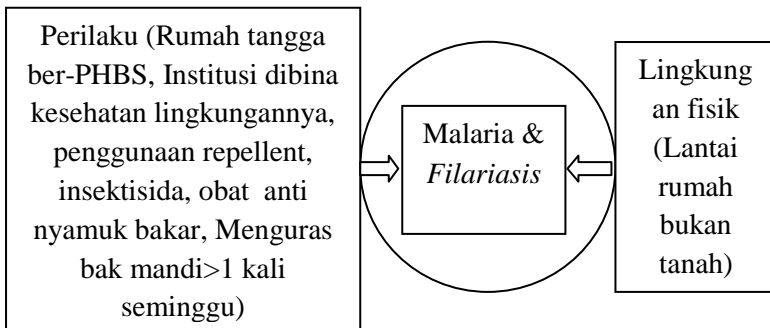 Perilaku (Rumah tangga
ber-PHBS, Institusi dibina
kesehatan lingkungannya,
penggunaan repellent,
insektisida, obat anti
nyamuk bakar, Menguras
bak mandi>1 kali
seminggu)
Malaria &
Filariasis
Lingkung
an fisik
(Lantai
rumah
bukan
tanah)